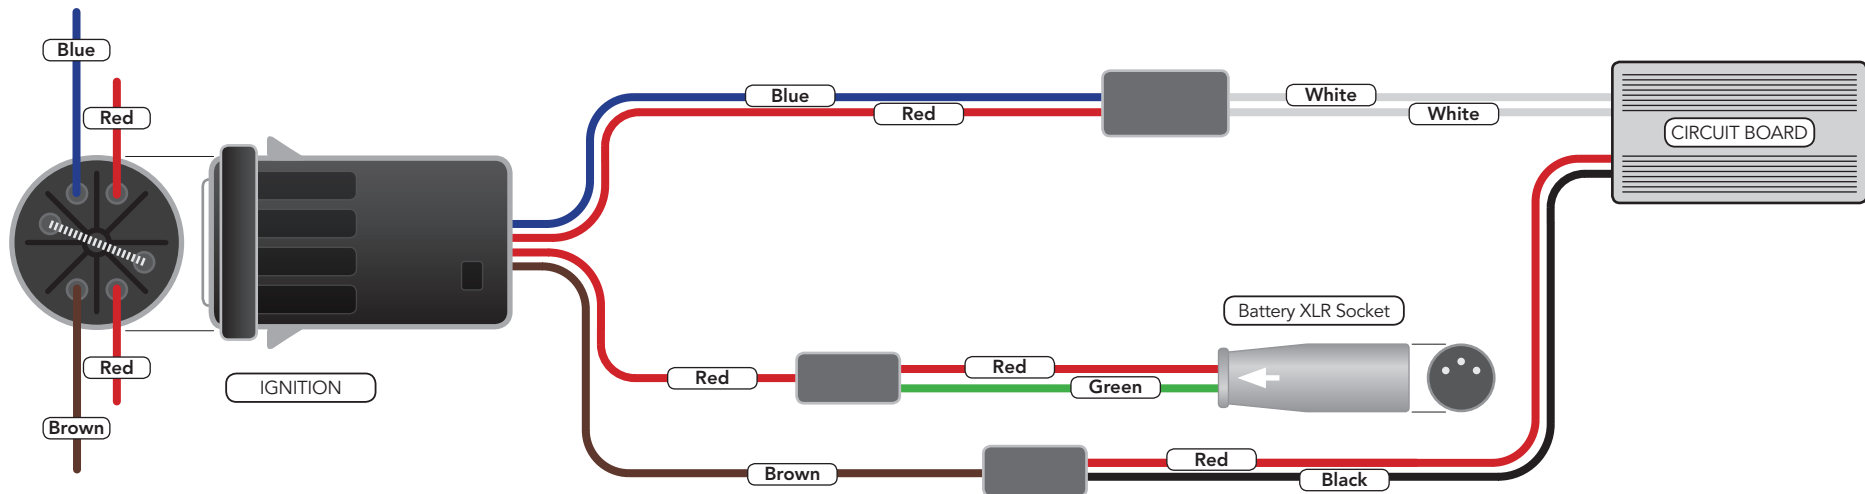 Blue
Red
Red
Brown
IGNITION
Blue
Red
White
White
CIRCUIT BOARD
Battery XLR Socket
Red
Red
Green
Brown
Red
Black